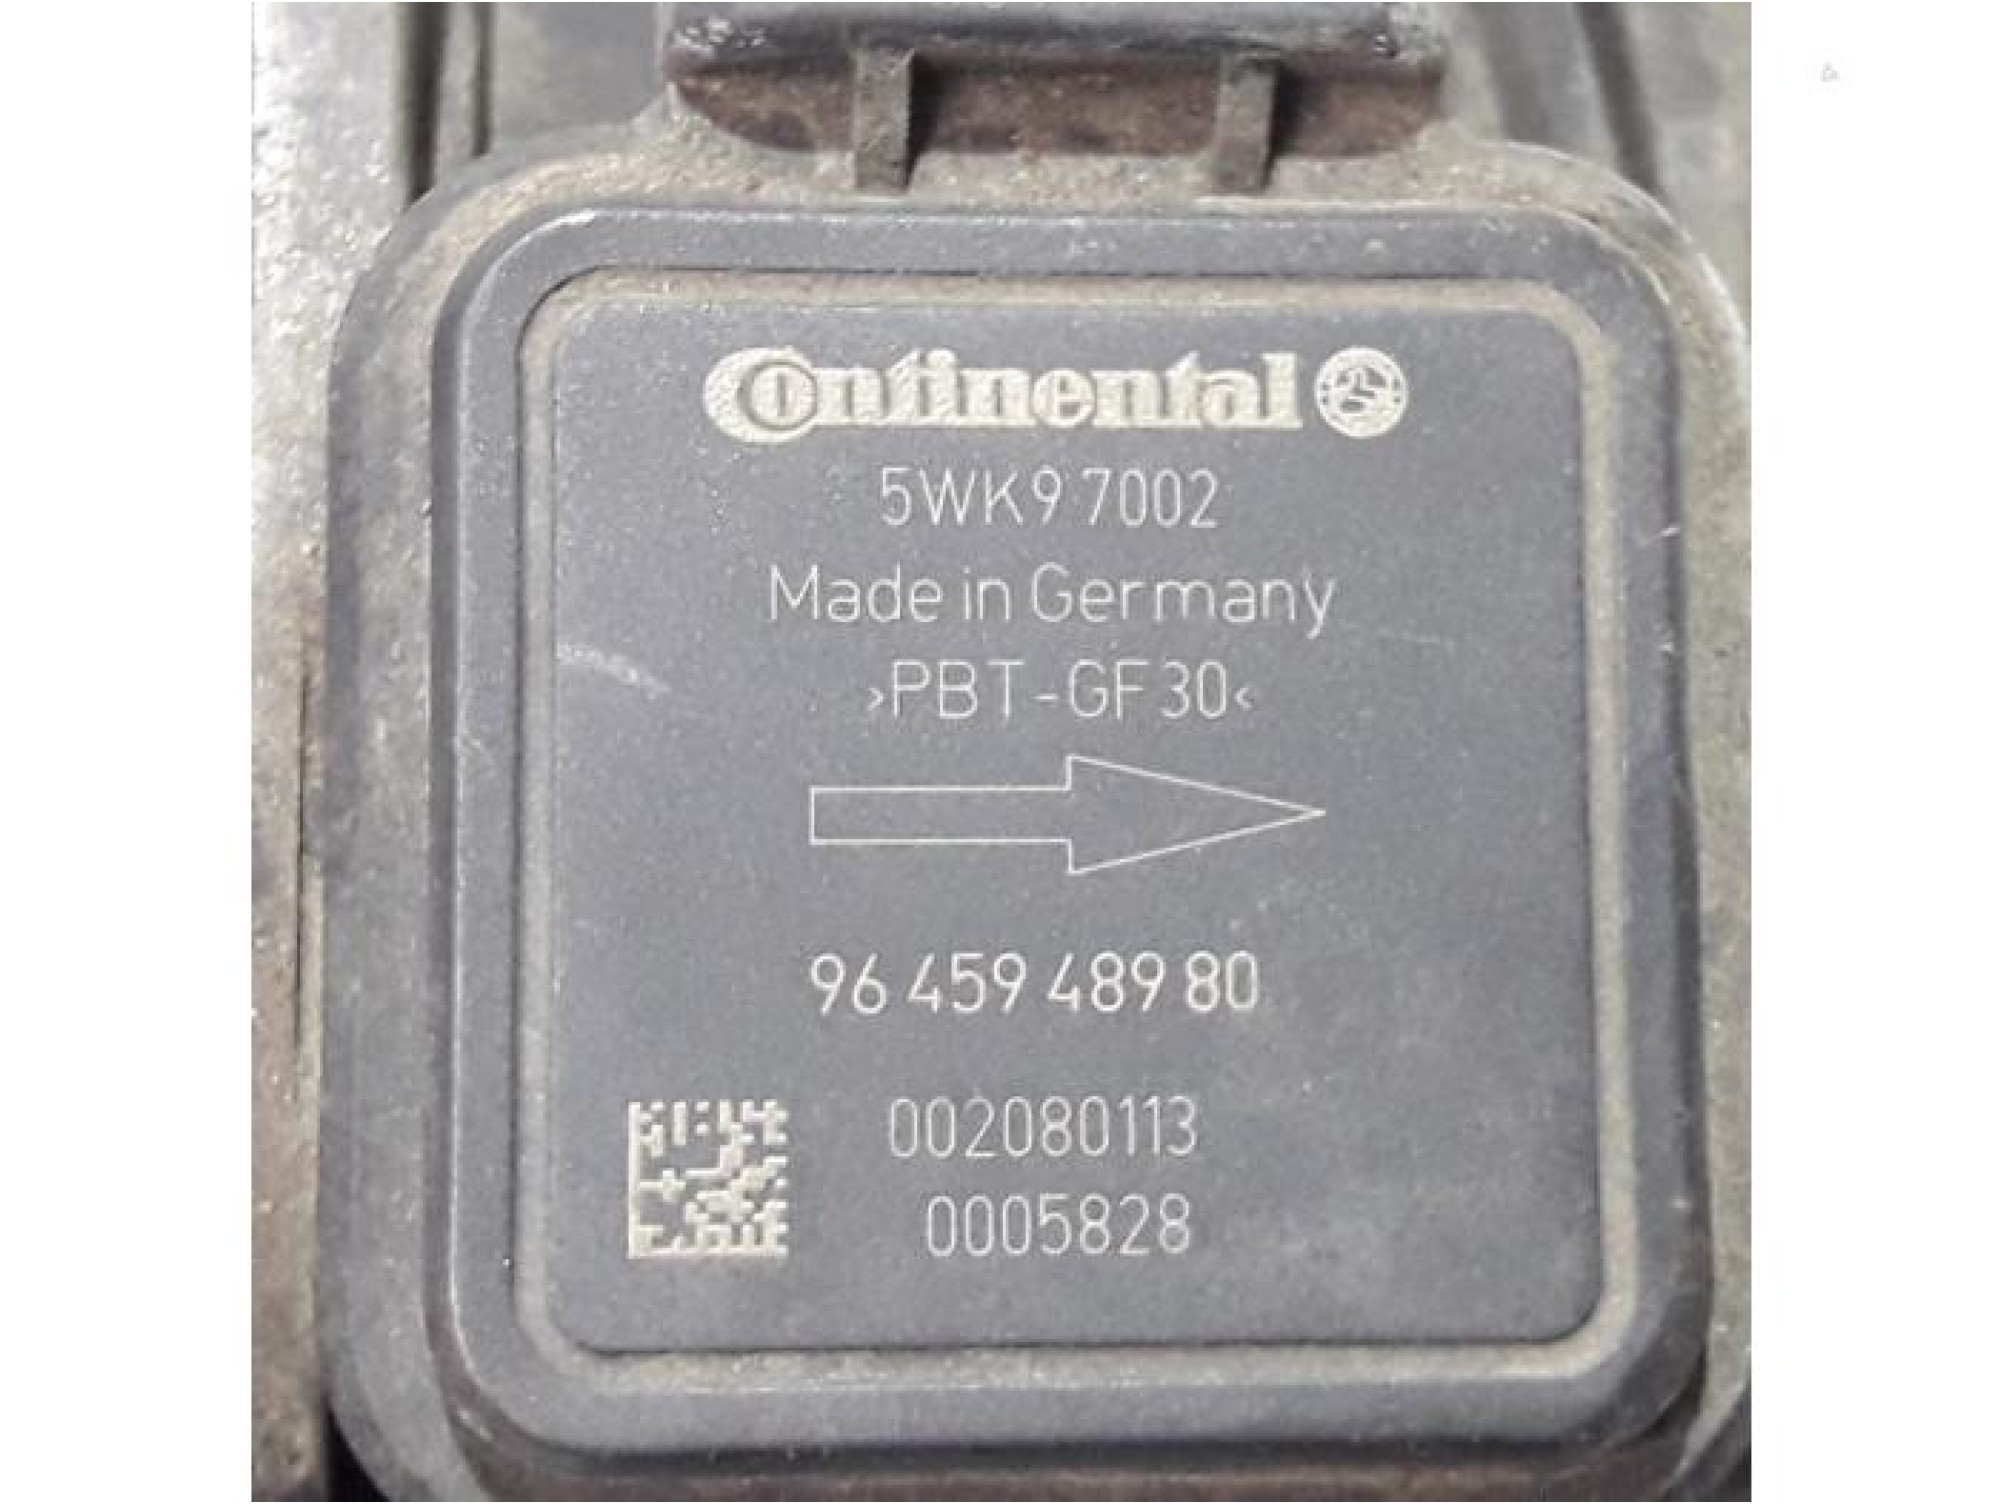 Continental
5WK9 7002
Made in Germany
›PBT-GF30‹
96 459 489 80
002080113
0005828